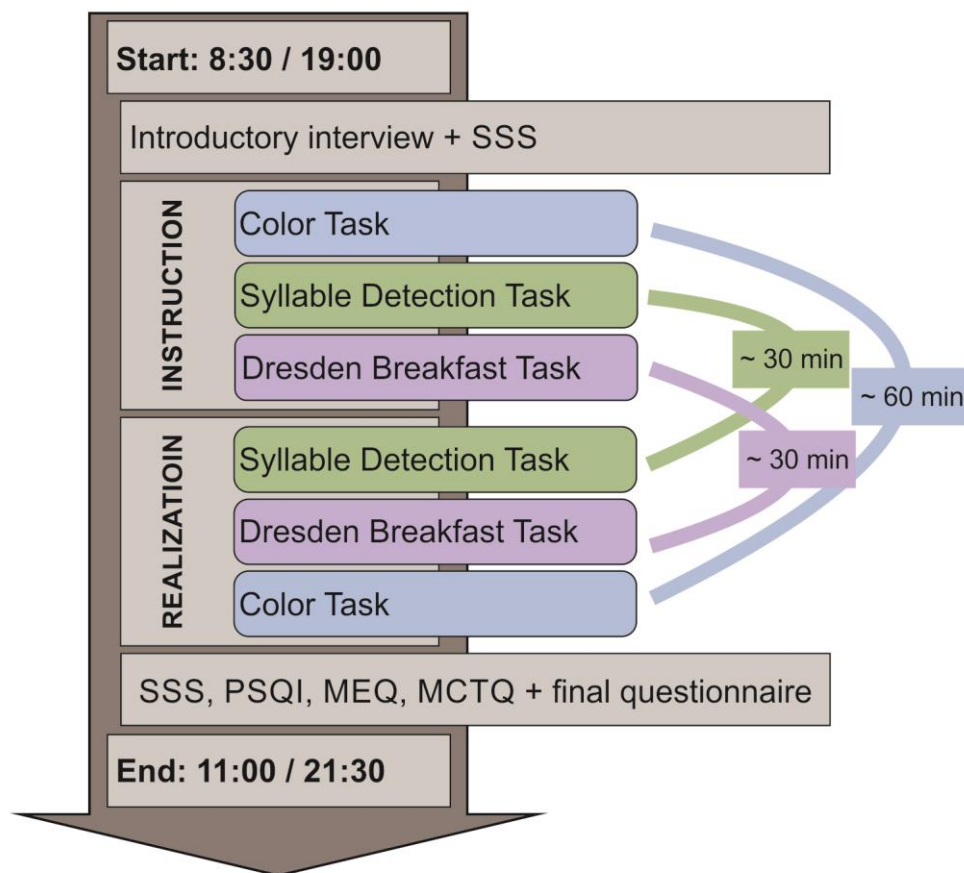 Start: 8:30 / 19:00
Introductory interview + SSS
INSTRUCTION
Color Task
Syllable Detection Task
Dresden Breakfast Task
~ 30 min
~ 60 min
~ 30 min
REALIZATIOIN
Syllable Detection Task
Dresden Breakfast Task
Color Task
SSS, PSQI, MEQ, MCTQ + final questionnaire
End: 11:00 / 21:30